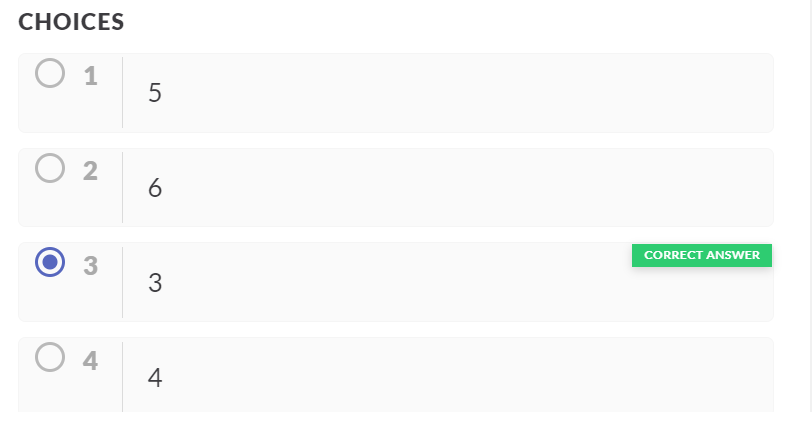 CHOICES
1 5
2 6
3 3 CORRECT ANSWER
4 4